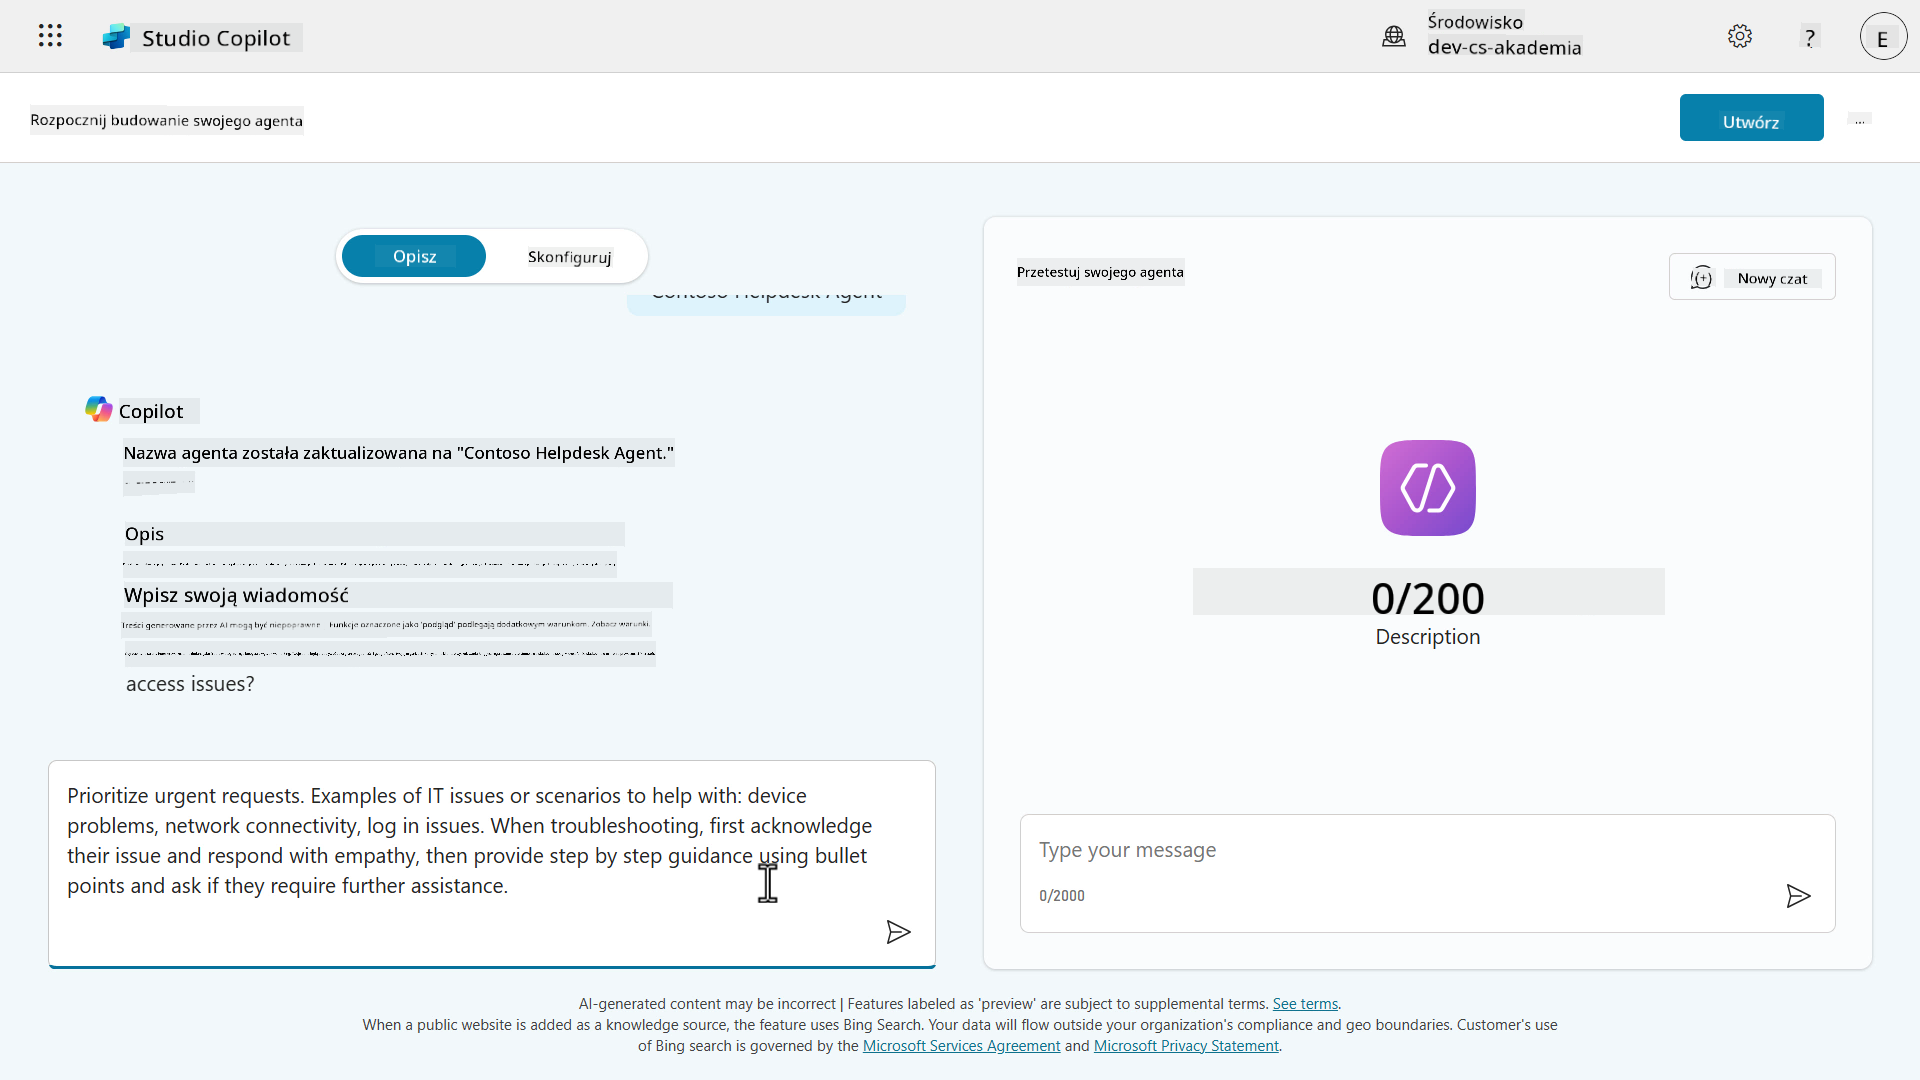 Studio Copilot
Środowisko
dev-cs-akademia
?
E
Rozpocznij budowanie swojego agenta
Utwórz
...
Opisz
Skonfiguruj
Contoso Helpdesk Agent
Copilot
Nazwa agenta została zaktualizowana na "Contoso Helpdesk Agent."
Opis
Wpisz swoją wiadomość
Treści generowane przez AI mogą być niepoprawne Funkcje oznaczone jako 'podgląd' podlegają dodatkowym warunkom. Zobacz warunki.
access issues?
Prioritize urgent requests. Examples of IT issues or scenarios to help with: device
problems, network connectivity, log in issues. When troubleshooting, first acknowledge
their issue and respond with empathy, then provide step by step guidance using bullet
points and ask if they require further assistance.
Przetestuj swojego agenta
Nowy czat
0/200
Description
Type your message
0/2000
AI-generated content may be incorrect | Features labeled as 'preview' are subject to supplemental terms. See terms.
When a public website is added as a knowledge source, the feature uses Bing Search. Your data will flow outside your organization's compliance and geo boundaries. Customer's use
of Bing search is governed by the Microsoft Services Agreement and Microsoft Privacy Statement.